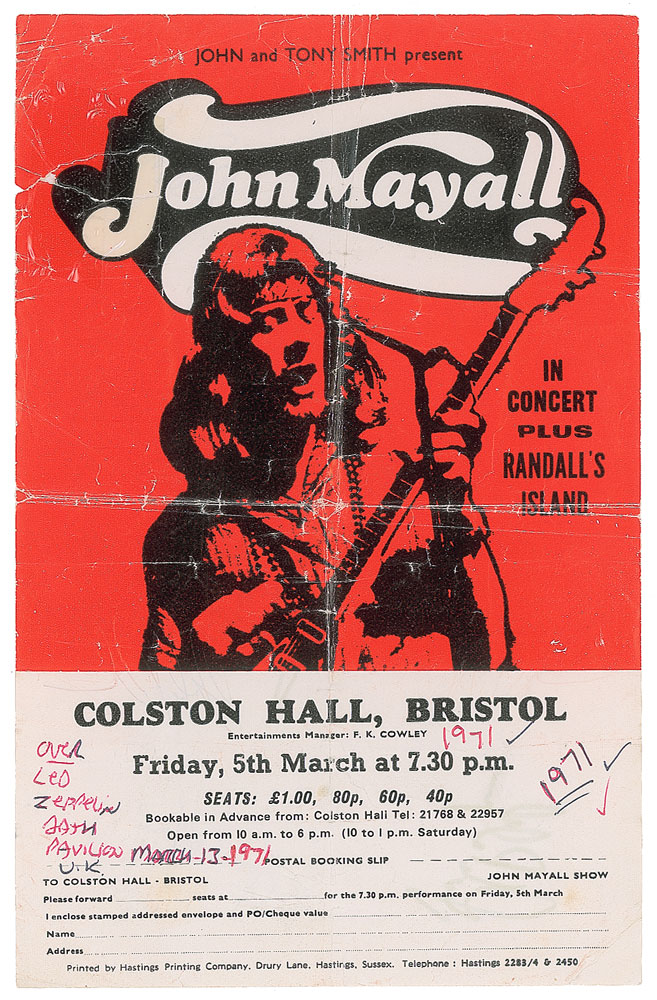 JOHN and TONY SMITH present
John Mayall
IN
CONCERT
PLUS
RANDALL'S
ISLAND
COLSTON HALL, BRISTOL
Entertainments Manager: F. K. COWLEY
1971 ✓
Friday, 5th March at 7.30 p.m.
SEATS: £1.00, 80p, 60p, 40p
Bookable in Advance from: Colston Hall Tel: 21768 & 22957
Open from 10 a.m. to 6 p.m. (10 to 1 p.m. Saturday)
1971 ✓
✓
OVER
LED
ZEPPELIN
BATH
PAVILION MARCH-13-1971
U.K.
POSTAL BOOKING SLIP
TO COLSTON HALL - BRISTOL JOHN MAYALL SHOW
Please forward seats at for the 7.30 p.m. performance on Friday, 5th March
I enclose stamped addressed envelope and PO/Cheque value
Name
Address
Printed by Hastings Printing Company, Drury Lane, Hastings, Sussex. Telephone : Hastings 2283/4 & 2450